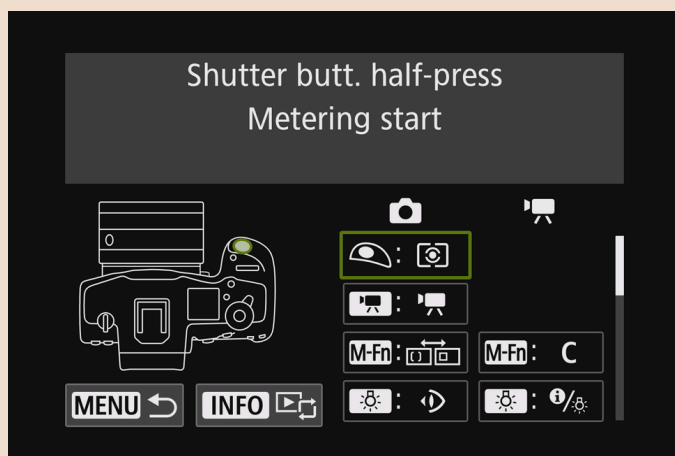 Shutter butt. half-press
Metering start
M-Fn: M-Fn: C
MENU INFO